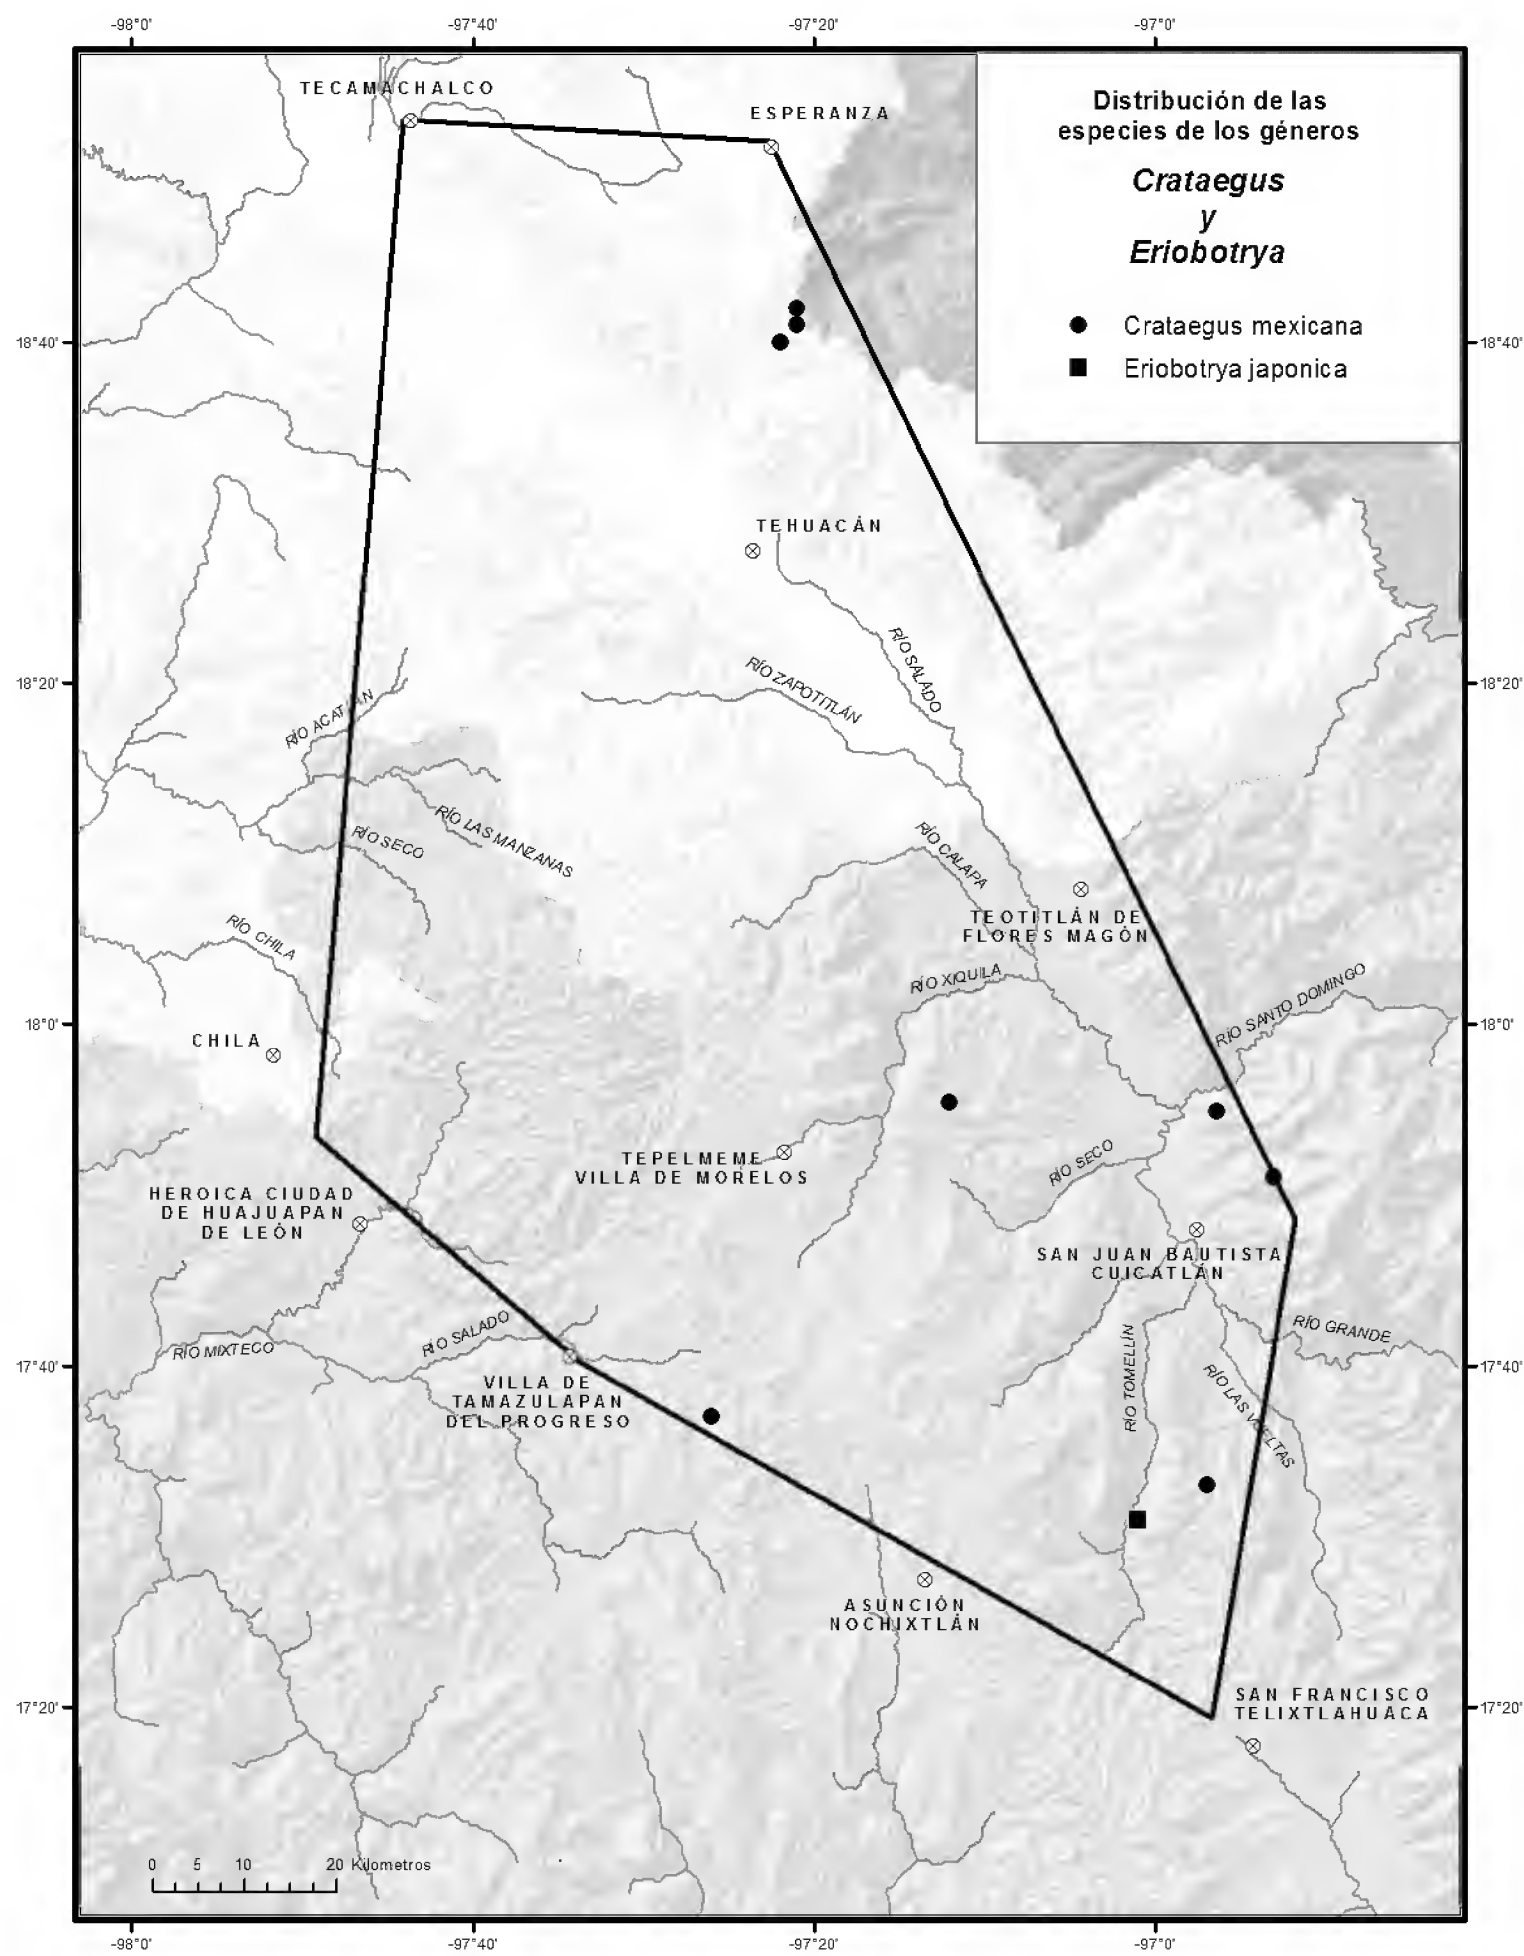 -98°0'
-97°40'
-97°20'
-97°0'
TECAMACHALCO
ESPERANZA
Distribución de las
especies de los géneros
Crataegus
y
Eriobotrya
Crataegus mexicana
Eriobotrya japonica
18°40'
18°40'
TEHUACÁN
RÍO SALADO
RÍO ZAPOTITLÁN
18°20'
18°20'
RÍO ACATLÁN
RÍO LAS MANZANAS
RÍO SECO
RÍO CALAPA
TEOTITLÁN DE
FLORES MAGÓN
RÍO CHILA
RÍO XIQUILA
RÍO SANTO DOMINGO
18°0'
18°0'
CHILA
TEPELMEME
VILLA DE MORELOS
RÍO SECO
HEROICA CIUDAD
DE HUAJUAPAN
DE LEÓN
SAN JUAN BAUTISTA
CUICATLÁN
RÍO SALADO
RÍO MIXTECO
RÍO GRANDE
RÍO TOMELLÍN
RÍO LAS VUELTAS
17°40'
17°40'
VILLA DE
TAMAZULAPAN
DEL PROGRESO
ASUNCIÓN
NOCHIXTLÁN
SAN FRANCISCO
TELIXTLAHUACA
17°20'
17°20'
0 5 10 20 Kilometros
-98°0'
-97°40'
-97°20'
-97°0'